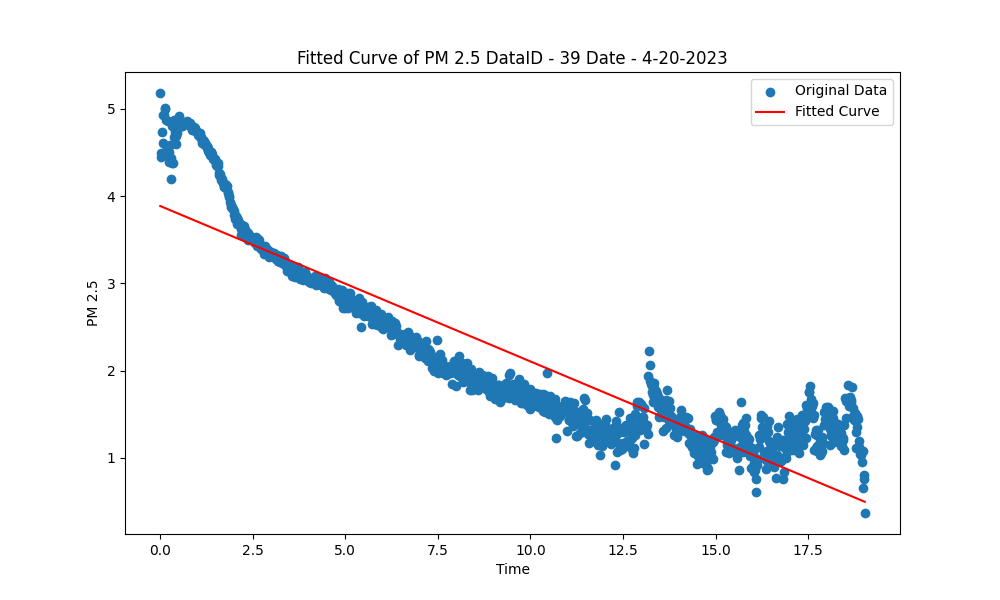 Fitted Curve of PM 2.5 DataID - 39 Date - 4-20-2023
Original Data
Fitted Curve
PM 2.5
5
4
3
2
1
0.0 2.5 5.0 7.5 10.0 12.5 15.0 17.5
Time